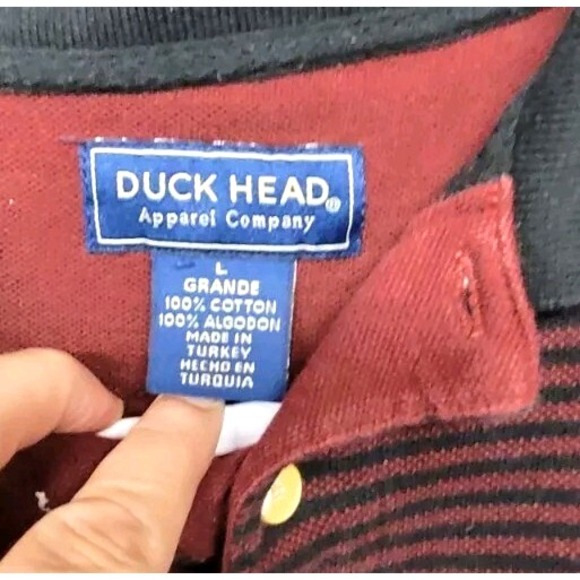 DUCK HEAD®
Apparel Company
L
GRANDE
100% COTTON
100% ALGODON
MADE IN
TURKEY
HECHO EN
TURQUIA